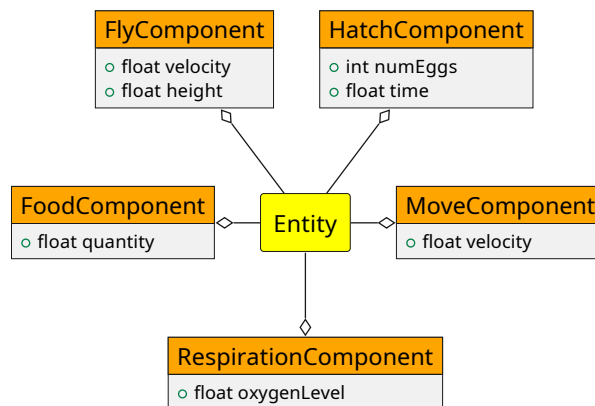 FlyComponent
float velocity
float height
HatchComponent
int numEggs
float time
FoodComponent
float quantity
Entity
MoveComponent
float velocity
RespirationComponent
float oxygenLevel